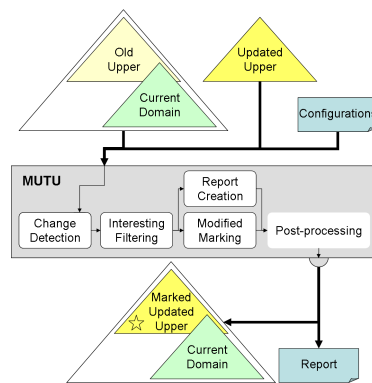 Old
Upper
Updated
Upper
Current
Domain
Configurations
MUTU
Report
Creation
Change
Detection
Interesting
Filtering
Modified
Marking
Post-processing
Marked
Updated
Upper
Current
Domain
Report